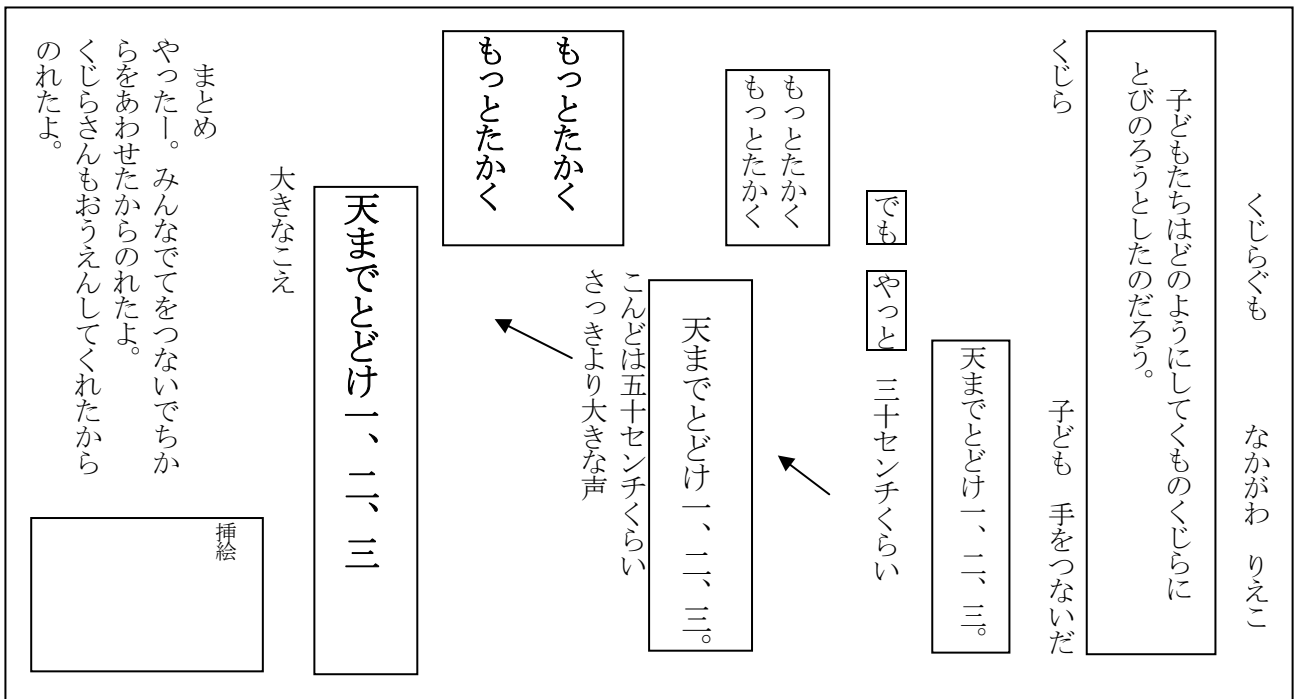 くじらぐも　なかがわ　りえこ
子どもたちはどのようにしてくものくじらに
とびのろうとしたのだろう。
くじら
子ども　手をつないだ
天までとどけ一、二、三。
でも　やっと　三十センチくらい
もっとたかく
もっとたかく
天までとどけ一、二、三。
こんどは五十センチくらい
さっきより大きな声
もっとたかく
もっとたかく
天までとどけ一、二、三
大きなこえ
まとめ
やったー。みんなでてをつないでちか
らをあわせたからのれたよ。
くじらさんもおうえんしてくれたから
のれたよ。
挿絵